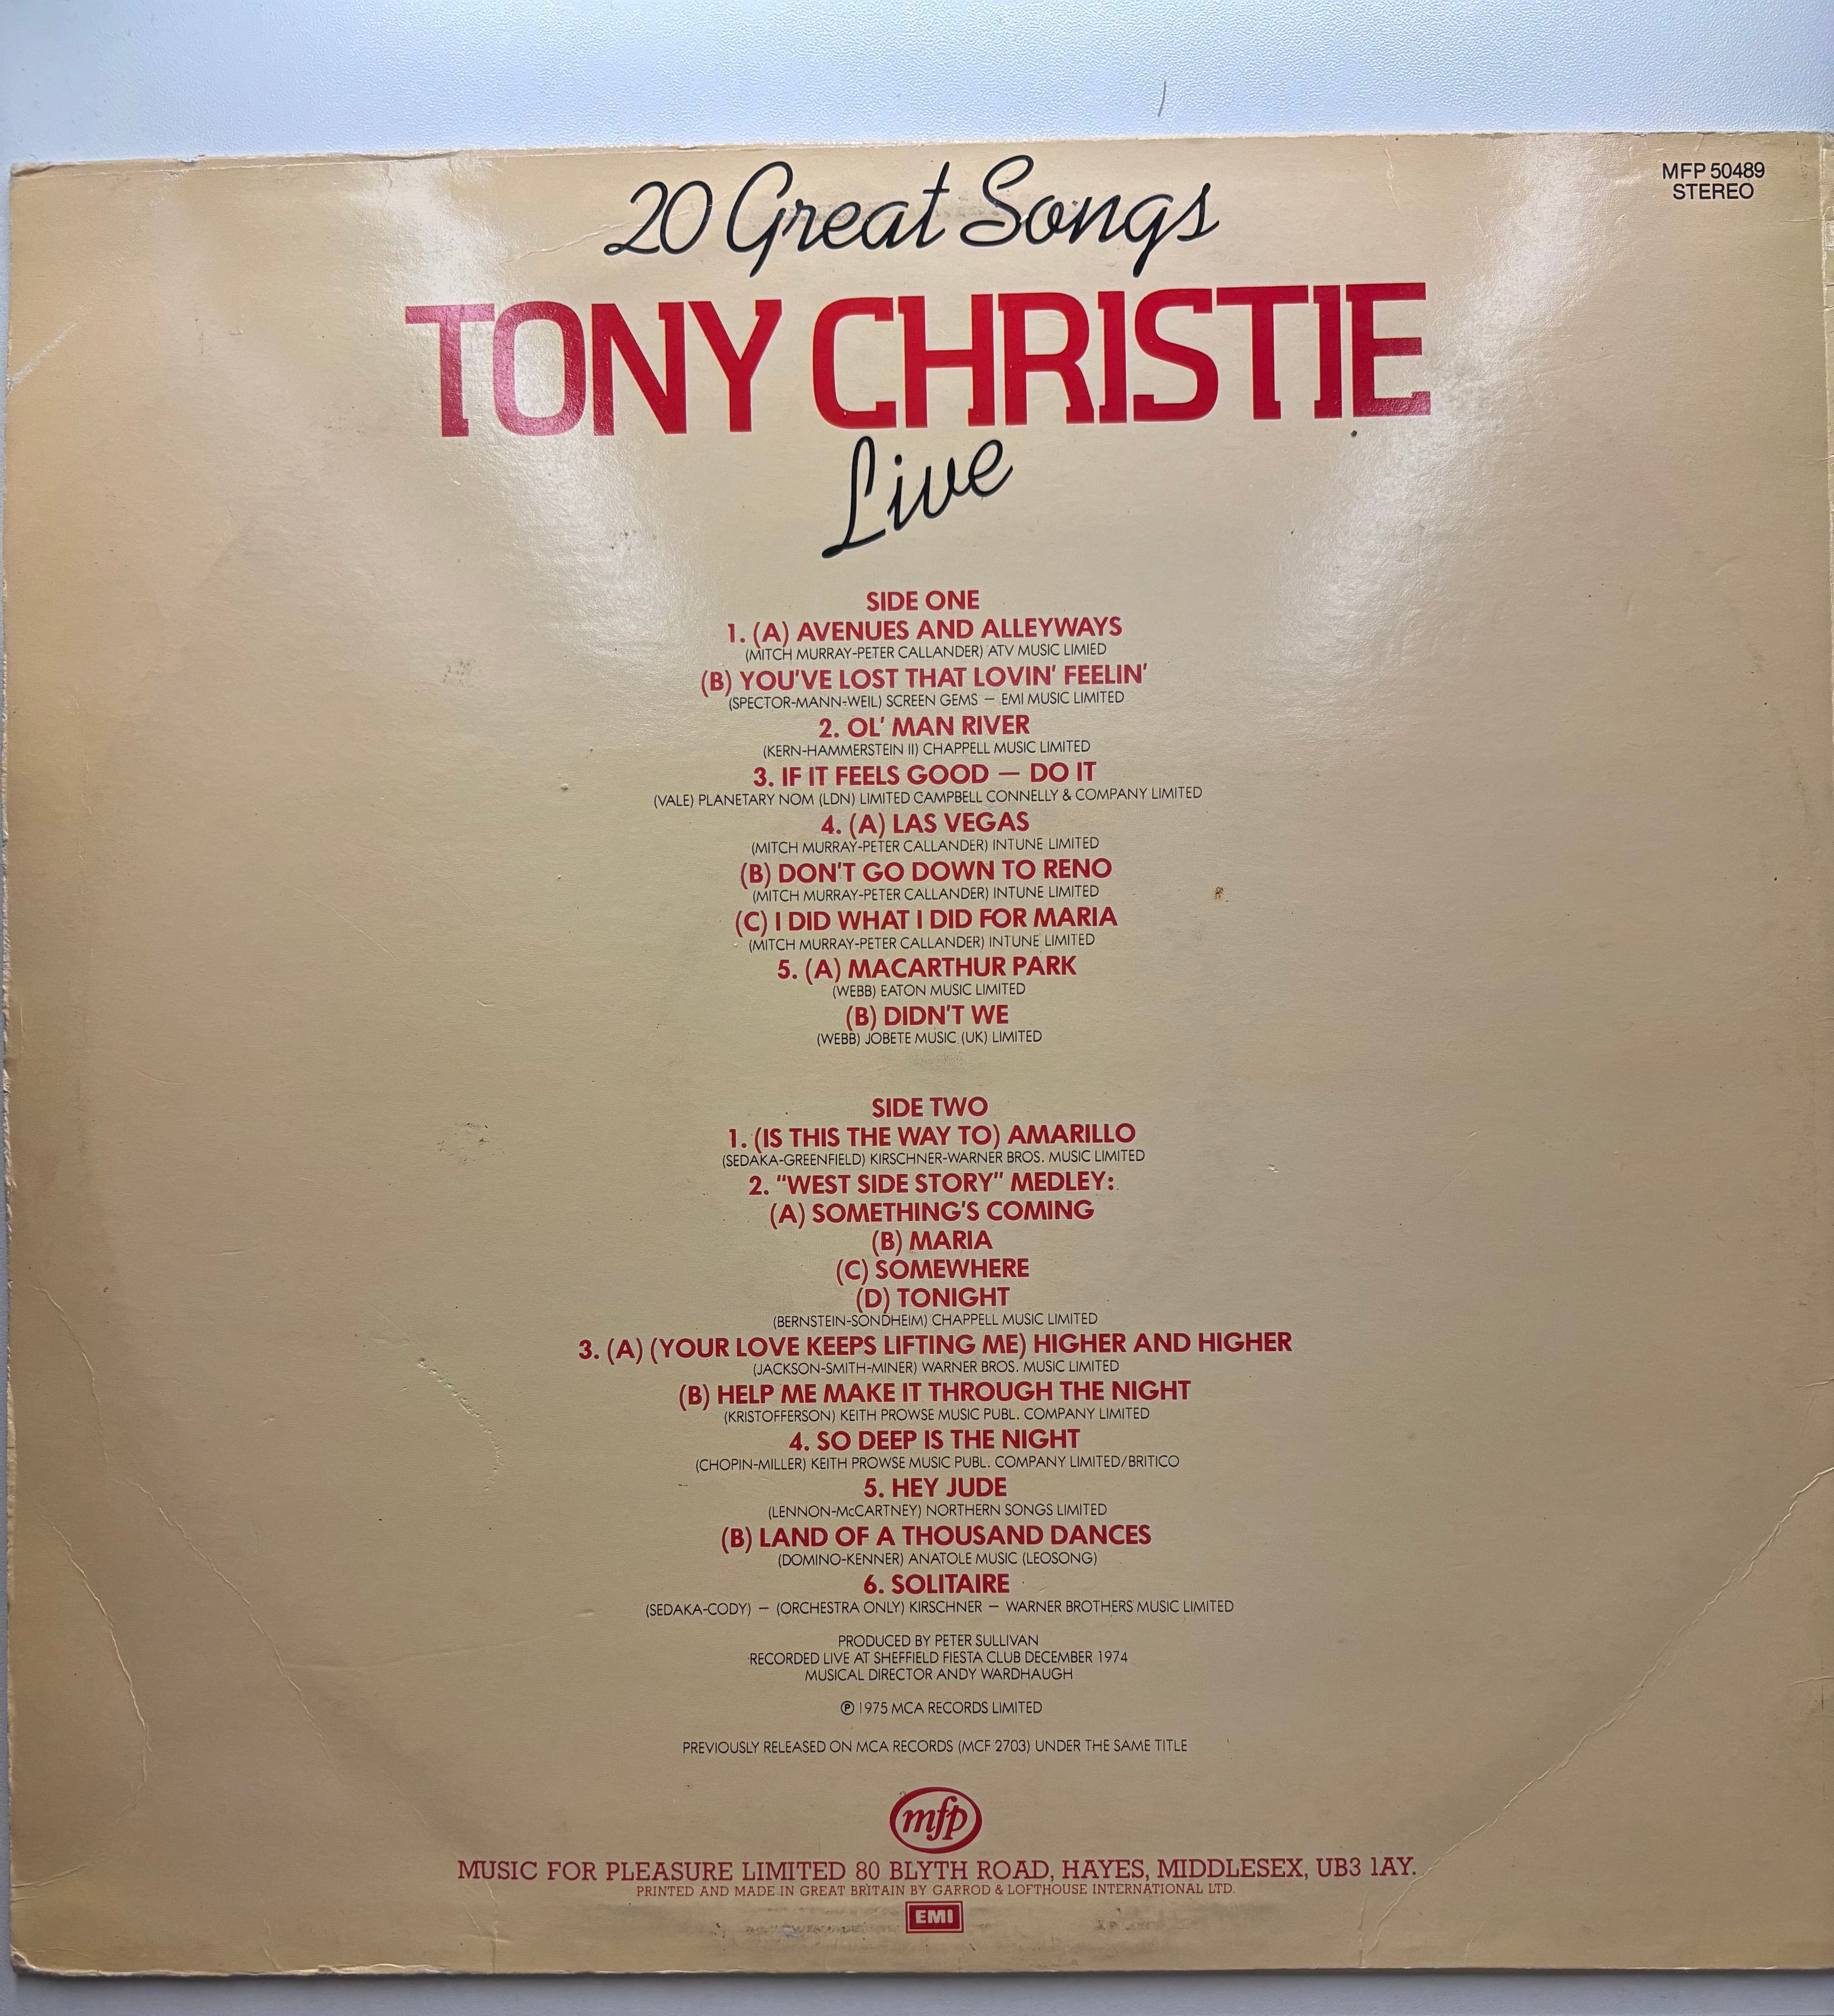 MFP 50489
STEREO
20 Great Songs
TONY CHRISTIE
Live
SIDE ONE
1. (A) AVENUES AND ALLEYWAYS
(MITCH MURRAY-PETER CALLANDER) ATV MUSIC LIMIED
(B) YOU'VE LOST THAT LOVIN' FEELIN'
(SPECTOR-MANN-WEIL) SCREEN GEMS – EMI MUSIC LIMITED
2. OL' MAN RIVER
(KERN-HAMMERSTEIN II) CHAPPELL MUSIC LIMITED
3. IF IT FEELS GOOD — DO IT
(VALE) PLANETARY NOM (LDN) LIMITED CAMPBELL CONNELLY & COMPANY LIMITED
4. (A) LAS VEGAS
(MITCH MURRAY-PETER CALLANDER) INTUNE LIMITED
(B) DON'T GO DOWN TO RENO
(MITCH MURRAY-PETER CALLANDER) INTUNE LIMITED
(C) I DID WHAT I DID FOR MARIA
(MITCH MURRAY-PETER CALLANDER) INTUNE LIMITED
5. (A) MACARTHUR PARK
(WEBB) EATON MUSIC LIMITED
(B) DIDN'T WE
(WEBB) JOBETE MUSIC (UK) LIMITED
SIDE TWO
1. (IS THIS THE WAY TO) AMARILLO
(SEDAKA-GREENFIELD) KIRSCHNER-WARNER BROS. MUSIC LIMITED
2. "WEST SIDE STORY" MEDLEY:
(A) SOMETHING'S COMING
(B) MARIA
(C) SOMEWHERE
(D) TONIGHT
(BERNSTEIN-SONDHEIM) CHAPPELL MUSIC LIMITED
3. (A) (YOUR LOVE KEEPS LIFTING ME) HIGHER AND HIGHER
(JACKSON-SMITH-MINER) WARNER BROS. MUSIC LIMITED
(B) HELP ME MAKE IT THROUGH THE NIGHT
(KRISTOFFERSON) KEITH PROWSE MUSIC PUBL. COMPANY LIMITED
4. SO DEEP IS THE NIGHT
(CHOPIN-MILLER) KEITH PROWSE MUSIC PUBL. COMPANY LIMITED/BRITICO
5. HEY JUDE
(LENNON-McCARTNEY) NORTHERN SONGS LIMITED
(B) LAND OF A THOUSAND DANCES
(DOMINO-KENNER) ANATOLE MUSIC (LEOSONG)
6. SOLITAIRE
(SEDAKA-CODY) – (ORCHESTRA ONLY) KIRSCHNER – WARNER BROTHERS MUSIC LIMITED
PRODUCED BY PETER SULLIVAN
RECORDED LIVE AT SHEFFIELD FIESTA CLUB DECEMBER 1974
MUSICAL DIRECTOR ANDY WARDHAUGH
℗ 1975 MCA RECORDS LIMITED
PREVIOUSLY RELEASED ON MCA RECORDS (MCF 2703) UNDER THE SAME TITLE
mfp
MUSIC FOR PLEASURE LIMITED 80 BLYTH ROAD, HAYES, MIDDLESEX, UB3 1AY.
PRINTED AND MADE IN GREAT BRITAIN BY GARROD & LOFTHOUSE INTERNATIONAL LTD.
EMI